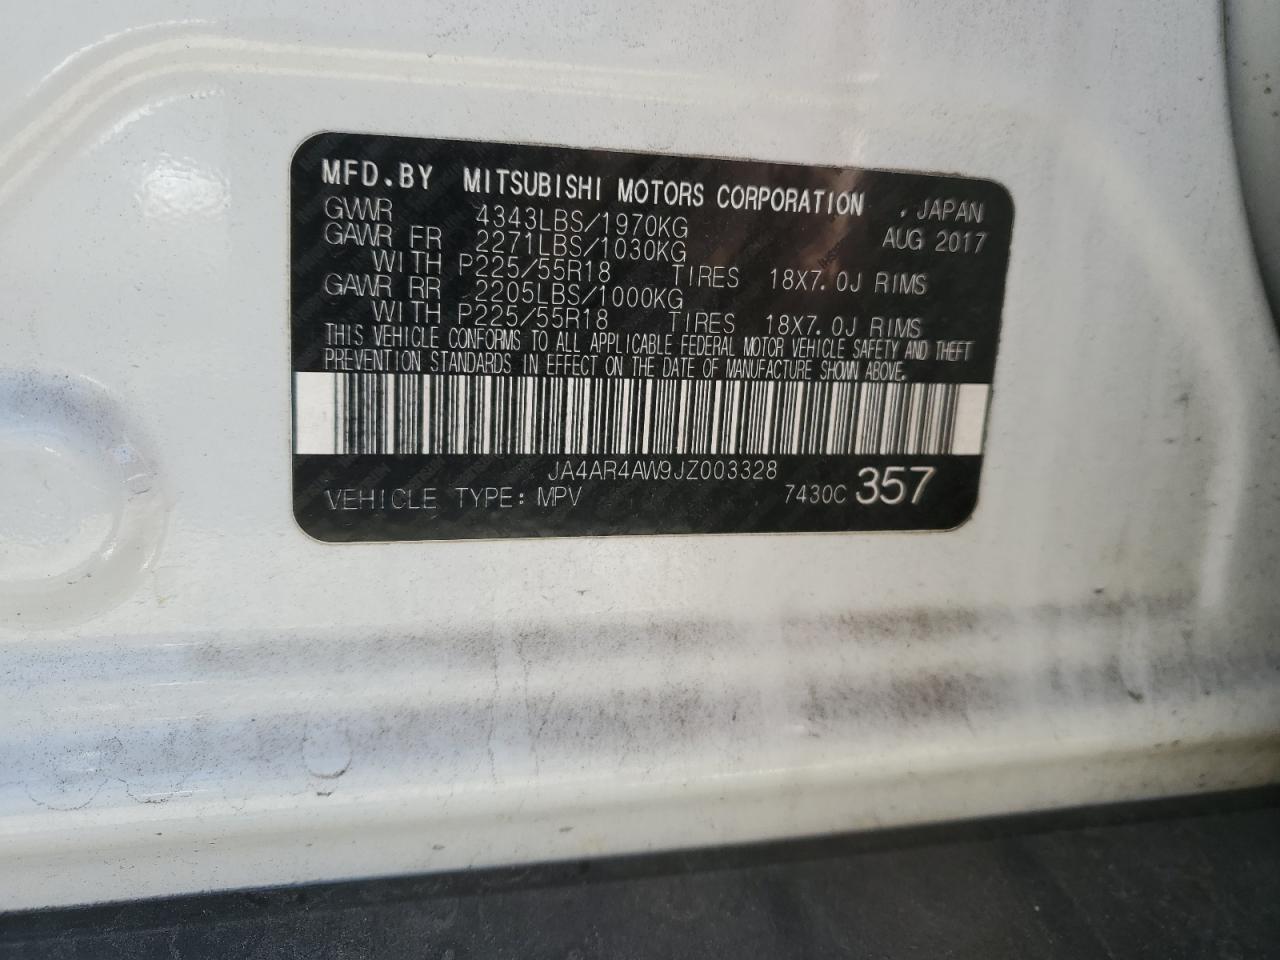 MFD.BY MITSUBISHI MOTORS CORPORATION , JAPAN
GVWR 4343LBS/1970KG AUG 2017
GAWR FR 2271LBS/1030KG
WITH P225/55R18 TIRES 18X7.0J RIMS
GAWR RR 2205LBS/1000KG
WITH P225/55R18 TIRES 18X7.0J RIMS
THIS VEHICLE CONFORMS TO ALL APPLICABLE FEDERAL MOTOR VEHICLE SAFETY AND THEFT
PREVENTION STANDARDS IN EFFECT ON THE DATE OF MANUFACTURE SHOWN ABOVE.
JA4AR4AW9JZ003328
VEHICLE TYPE: MPV 7430C 357